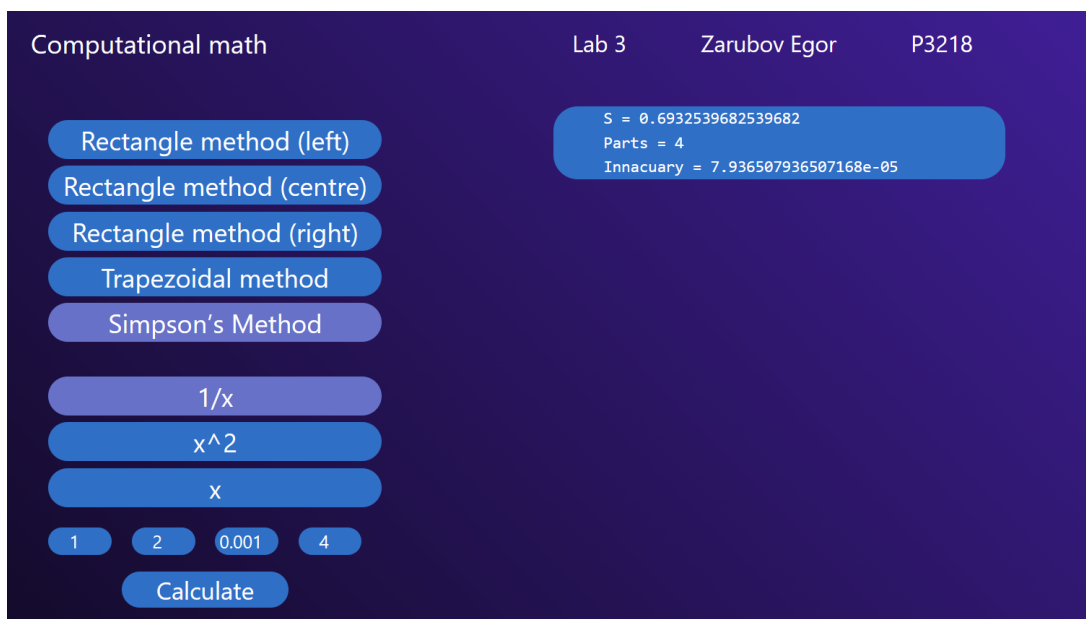 Computational math Lab 3 Zarubov Egor P3218
Rectangle method (left)
Rectangle method (centre)
Rectangle method (right)
Trapezoidal method
Simpson's Method
1/x
x^2
x
1 2 0.001 4
Calculate
S = 0.6932539682539682
Parts = 4
Innacuary = 7.936507936507168e-05